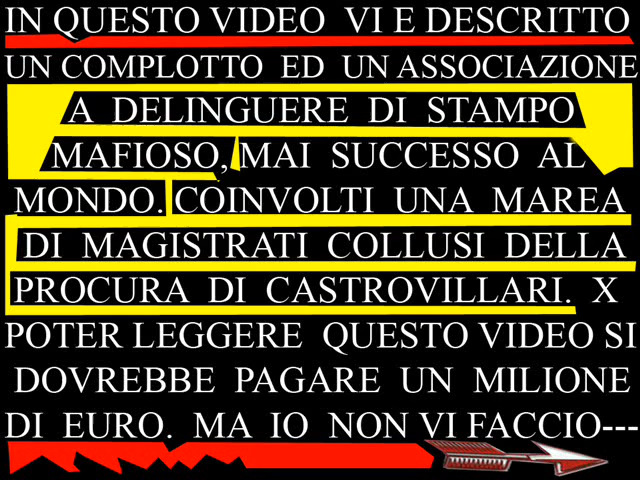 IN QUESTO VIDEO VI E DESCRITTO
UN COMPLOTTO ED UN ASSOCIAZIONE
A DELINGUERE DI STAMPO
MAFIOSO, MAI SUCCESSO AL
MONDO. COINVOLTI UNA MAREA
DI MAGISTRATI COLLUSI DELLA
PROCURA DI CASTROVILLARI. X
POTER LEGGERE QUESTO VIDEO SI
DOVREBBE PAGARE UN MILIONE
DI EURO. MA IO NON VI FACCIO---